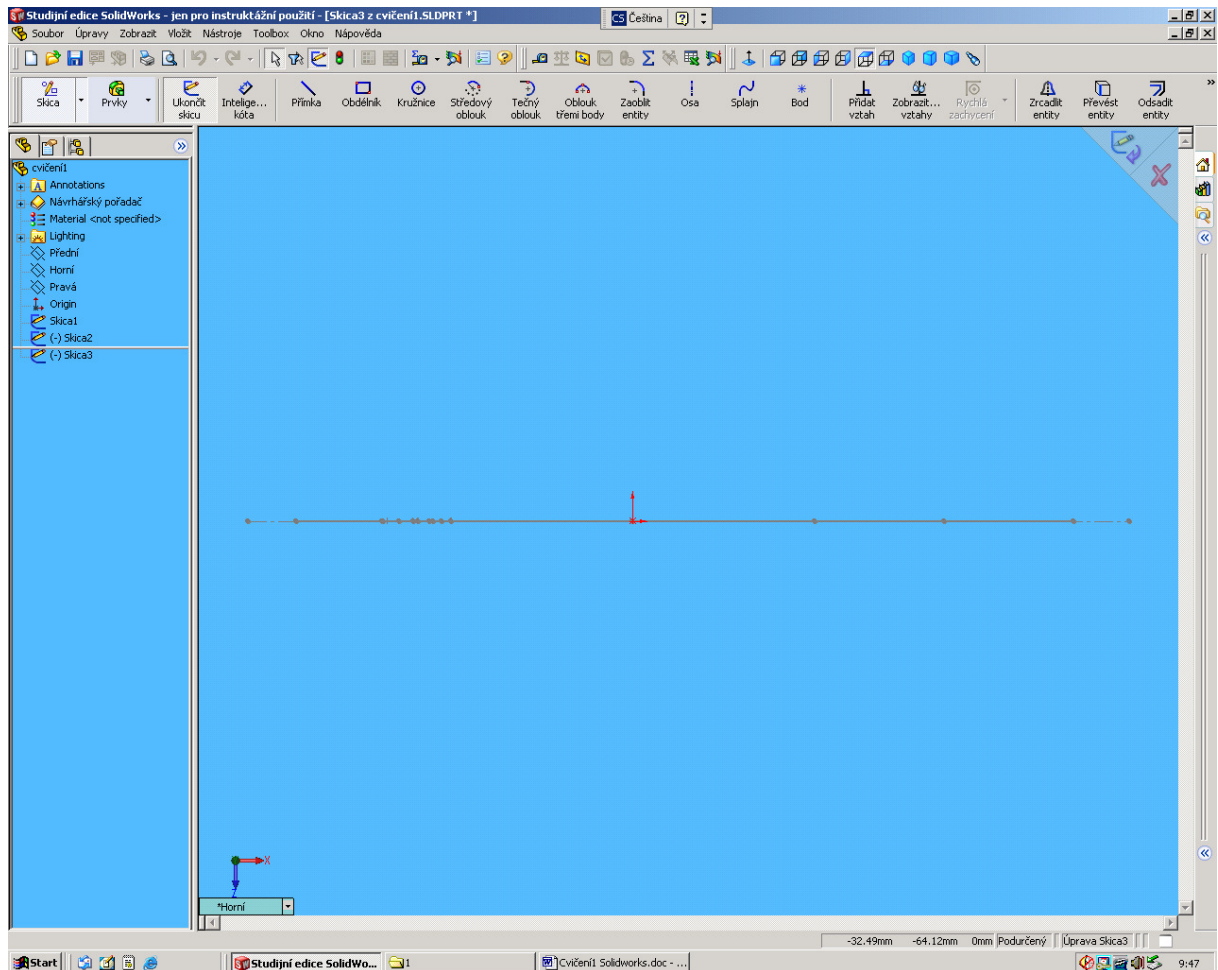 Studijní edice SolidWorks - jen pro instruktážní použití - [Skica3 z cvičení1.SLDPRT *]
CS Čeština
Soubor Úpravy Zobrazit Vložit Nástroje Toolbox Okno Nápověda
Skica Prvky Ukončit skicu Intelige... kóta Přímka Obdélník Kružnice Středový oblouk Tečný oblouk Oblouk třemi body Zaoblit entity Osa Splajn Bod Přidat vztah Zobrazit... vztahy Rychlá zachycení Zrcadlit entity Převést entity Odsadit entity
cvičení1
Annotations
Návrhářský pořadač
Material <not specified>
Lighting
Přední
Horní
Pravá
Origin
Skica1
(-) Skica2
(-) Skica3
X
Z
*Horní
-32.49mm -64.12mm 0mm Podurčený Úprava Skica3
Start Studijní edice SolidWo... 1 Cvičení1 Solidworks.doc - ... 9:47